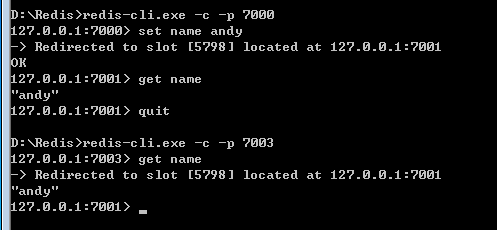 D:\Redis>redis-cli.exe -c -p 7000
127.0.0.1:7000> set name andy
-> Redirected to slot [5798] located at 127.0.0.1:7001
OK
127.0.0.1:7001> get name
"andy"
127.0.0.1:7001> quit
D:\Redis>redis-cli.exe -c -p 7003
127.0.0.1:7003> get name
-> Redirected to slot [5798] located at 127.0.0.1:7001
"andy"
127.0.0.1:7001>